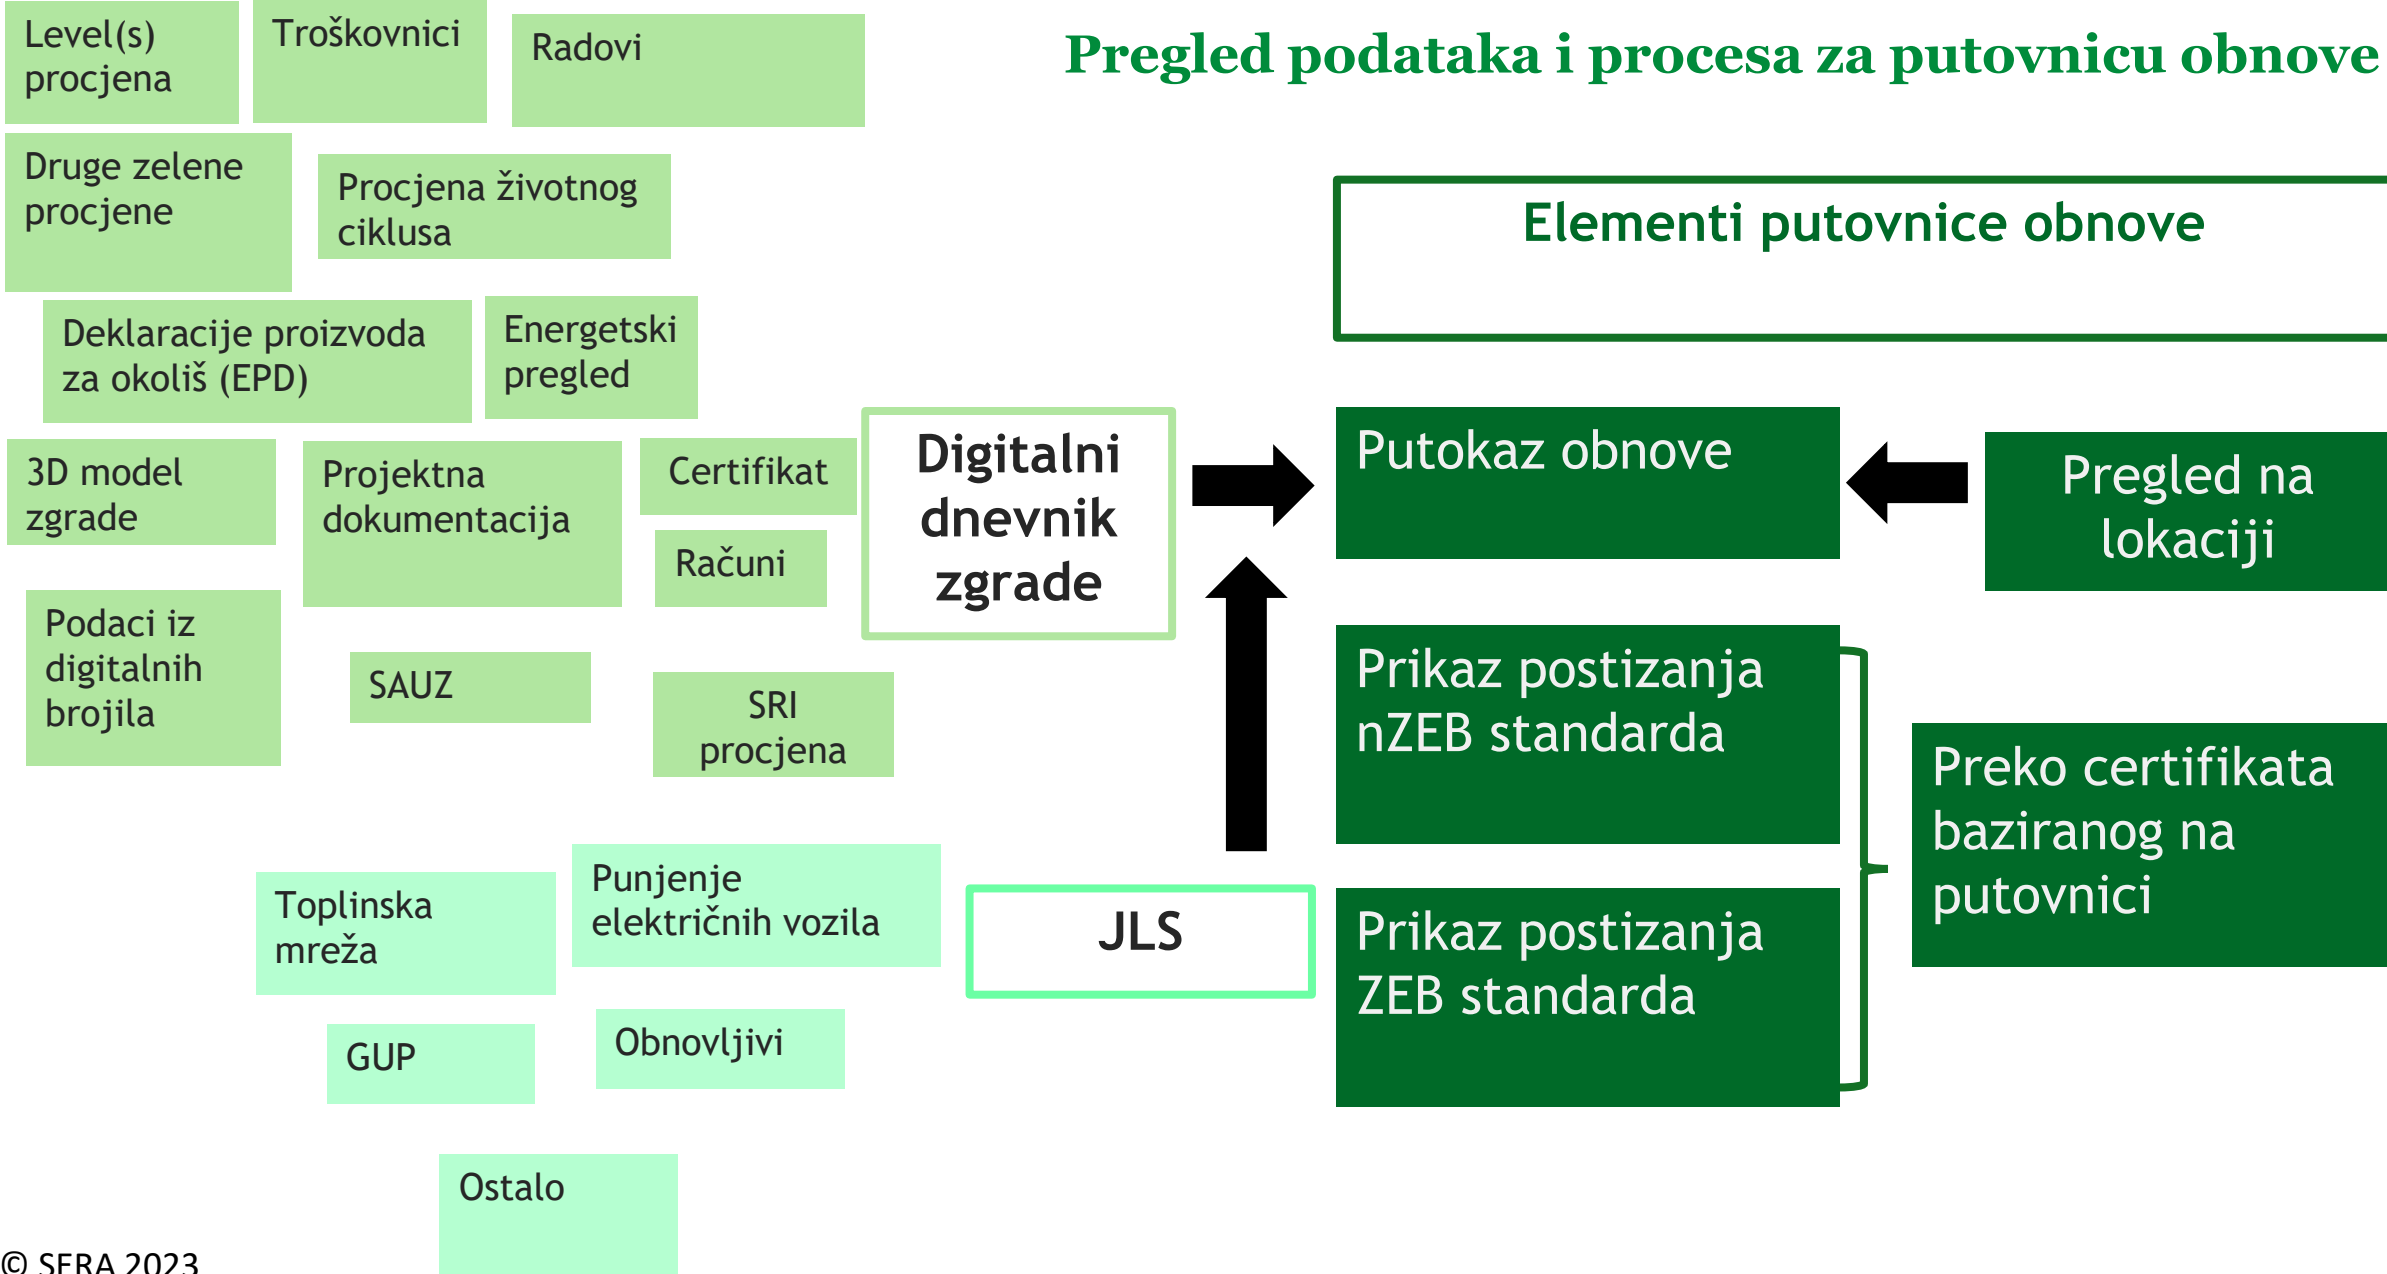 Level(s)
procjena
Troškovnici
Radovi
Pregled podataka i procesa za putovnicu obnove
Druge zelene
procjene
Procjena životnog
ciklusa
Elementi putovnice obnove
Deklaracije proizvoda
za okoliš (EPD)
Energetski
pregled
3D model
zgrade
Projektna
dokumentacija
Certifikat
Računi
Digitalni
dnevnik
zgrade
Putokaz obnove
Pregled na
lokaciji
Podaci iz
digitalnih
brojila
SAUZ
SRI
procjena
Prikaz postizanja
nZEB standarda
Preko certifikata
baziranog na
putovnici
Toplinska
mreža
Punjenje
električnih vozila
JLS
Prikaz postizanja
ZEB standarda
GUP
Obnovljivi
Ostalo
© SERA 2023